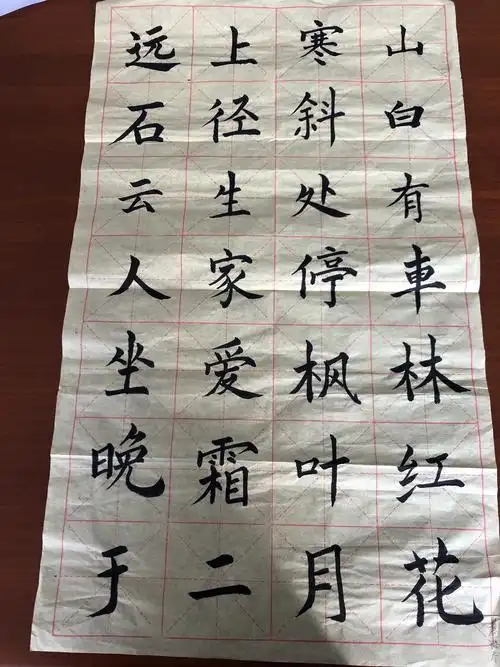 远上寒山
石径斜白
云生处有
人家停車
坐爱枫林
晚霜叶红
于二月花